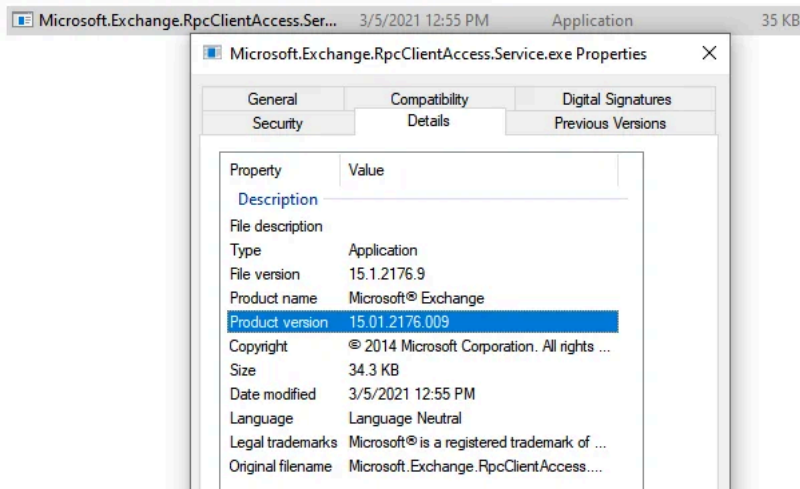 Microsoft.Exchange.RpcClientAccess.Ser... 3/5/2021 12:55 PM Application 35 KB
Microsoft.Exchange.RpcClientAccess.Service.exe Properties
General Compatibility Digital Signatures
Security Details Previous Versions
Property Value
Description
File description
Type Application
File version 15.1.2176.9
Product name Microsoft® Exchange
Product version 15.01.2176.009
Copyright © 2014 Microsoft Corporation. All rights ...
Size 34.3 KB
Date modified 3/5/2021 12:55 PM
Language Language Neutral
Legal trademarks Microsoft® is a registered trademark of ...
Original filename Microsoft.Exchange.RpcClientAccess....